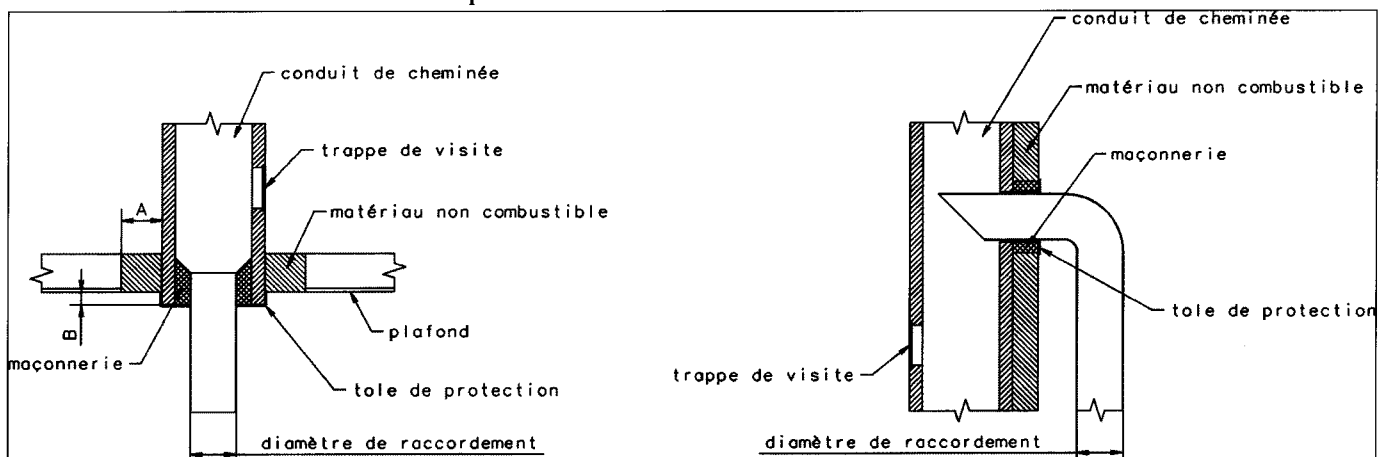 conduit de cheminée
trappe de visite
A
matériau non combustible
B
plafond
maçonnerie
tole de protection
diamètre de raccordement
conduit de cheminée
matériau non combustible
maçonnerie
tole de protection
trappe de visite
diamètre de raccordement